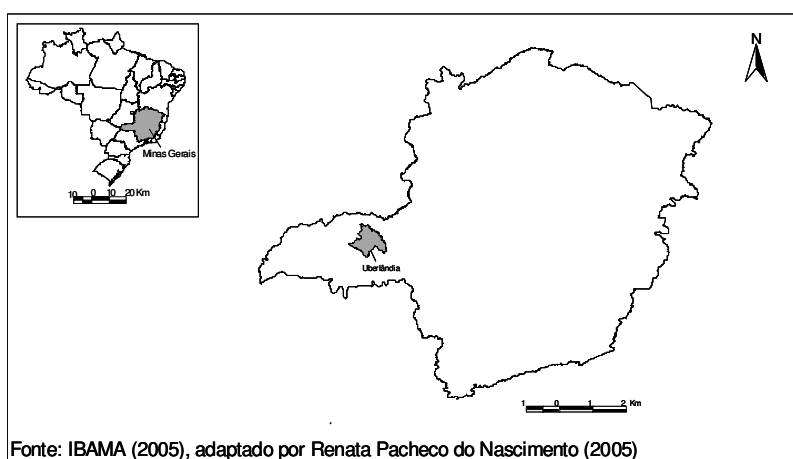 N
Minas Gerais
10 0 10 20 Km
Uberlândia
1 0 1 2 Km
Fonte: IBAMA (2005), adaptado por Renata Pacheco do Nascimento (2005)